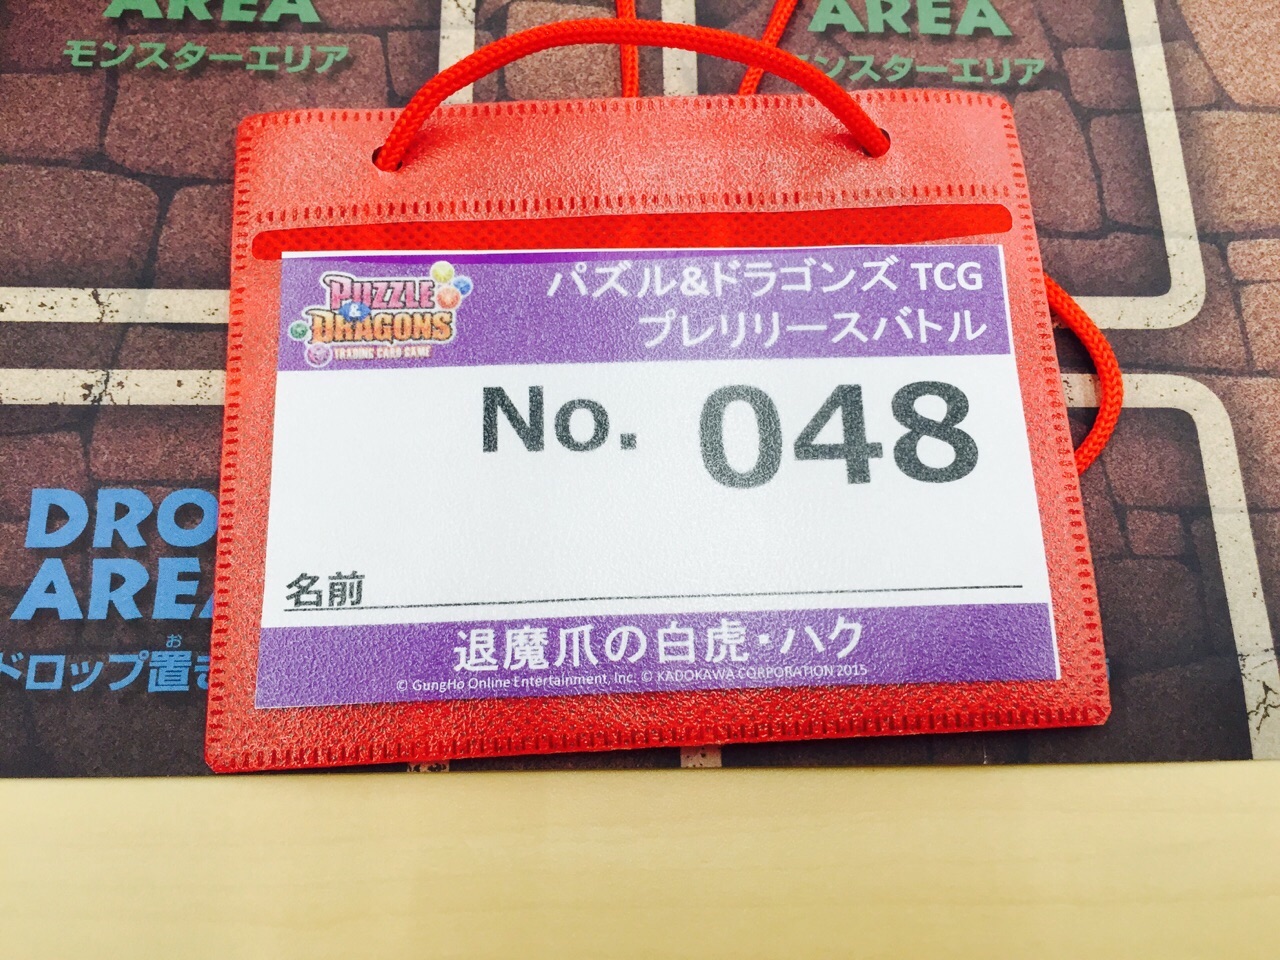 AREA
モンスターエリア
AREA
ンスターエリア
PUZZLE
&
DRAGONS
TRADING CARD GAME
パズル&ドラゴンズ TCG
プレリリースバトル
No. 048
名前
退魔爪の白虎・ハク
© GungHo Online Entertainment, Inc. © KADOKAWA CORPORATION 2015
DRO
AREA
お
ドロップ置き